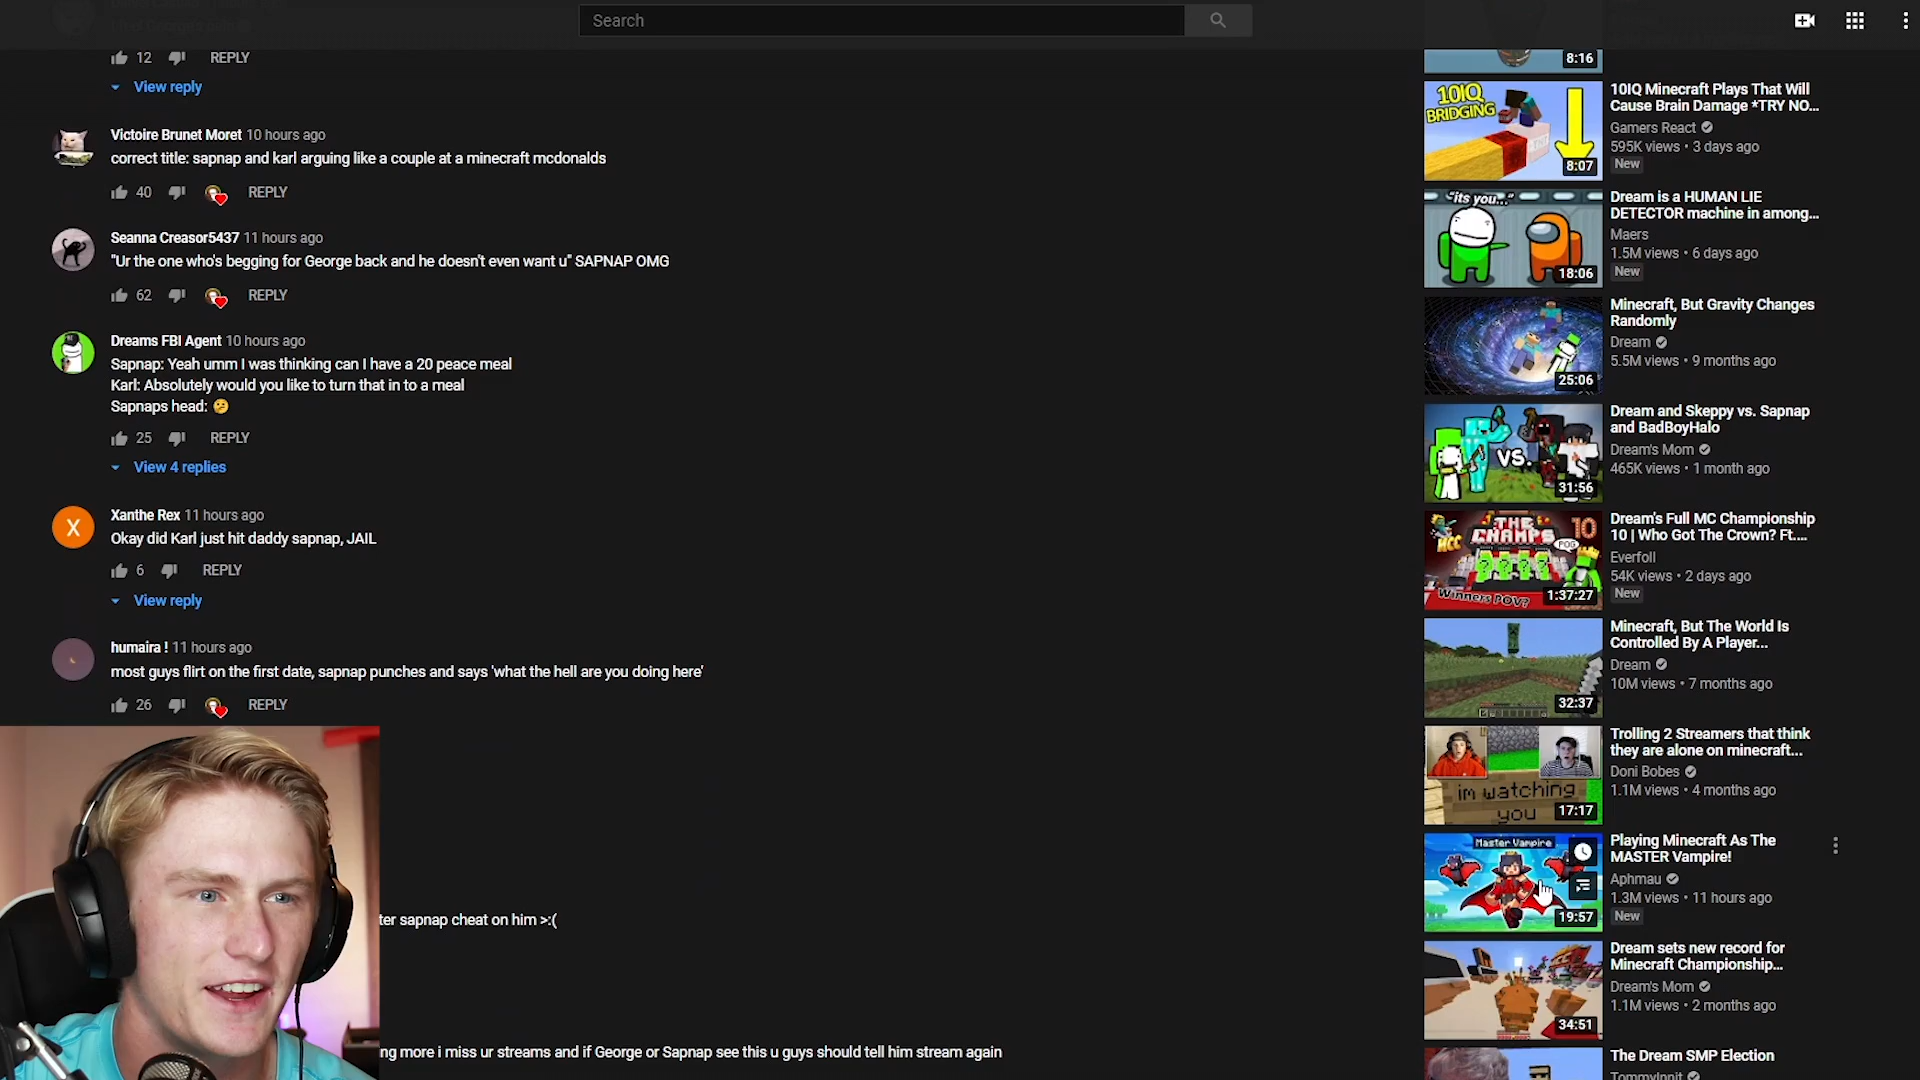 Search
12 REPLY
View reply
Victoire Brunet Moret 10 hours ago
correct title: sapnap and karl arguing like a couple at a minecraft mcdonalds
40 REPLY
Seanna Creasor5437 11 hours ago
"Ur the one who's begging for George back and he doesn't even want u" SAPNAP OMG
62 REPLY
Dreams FBI Agent 10 hours ago
Sapnap: Yeah umm I was thinking can I have a 20 peace meal
Karl: Absolutely would you like to turn that in to a meal
Sapnaps head: 🤔
25 REPLY
View 4 replies
X
Xanthe Rex 11 hours ago
Okay did Karl just hit daddy sapnap, JAIL
6 REPLY
View reply
humaira ! 11 hours ago
most guys flirt on the first date, sapnap punches and says 'what the hell are you doing here'
26 REPLY
ter sapnap cheat on him >:(
ng more i miss ur streams and if George or Sapnap see this u guys should tell him stream again
8:16
10IQ
BRIDGING
8:07
10IQ Minecraft Plays That Will
Cause Brain Damage *TRY NO...
Gamers React
595K views • 3 days ago
New
"its you..."
18:06
Dream is a HUMAN LIE
DETECTOR machine in among...
Maers
1.5M views • 6 days ago
New
25:06
Minecraft, But Gravity Changes
Randomly
Dream
5.5M views • 9 months ago
VS.
31:56
Dream and Skeppy vs. Sapnap
and BadBoyHalo
Dream's Mom
465K views • 1 month ago
MCC
THE
CHAMPS
10
POG
Winners POV?
1:37:27
Dream's Full MC Championship
10 | Who Got The Crown? Ft....
Everfoll
54K views • 2 days ago
New
32:37
Minecraft, But The World Is
Controlled By A Player...
Dream
10M views • 7 months ago
im watching
you
17:17
Trolling 2 Streamers that think
they are alone on minecraft...
Doni Bobes
1.1M views • 4 months ago
Master Vampire
19:57
Playing Minecraft As The
MASTER Vampire!
Aphmau
1.3M views • 11 hours ago
New
34:51
Dream sets new record for
Minecraft Championship...
Dream's Mom
1.1M views • 2 months ago
The Dream SMP Election
TommyInnit